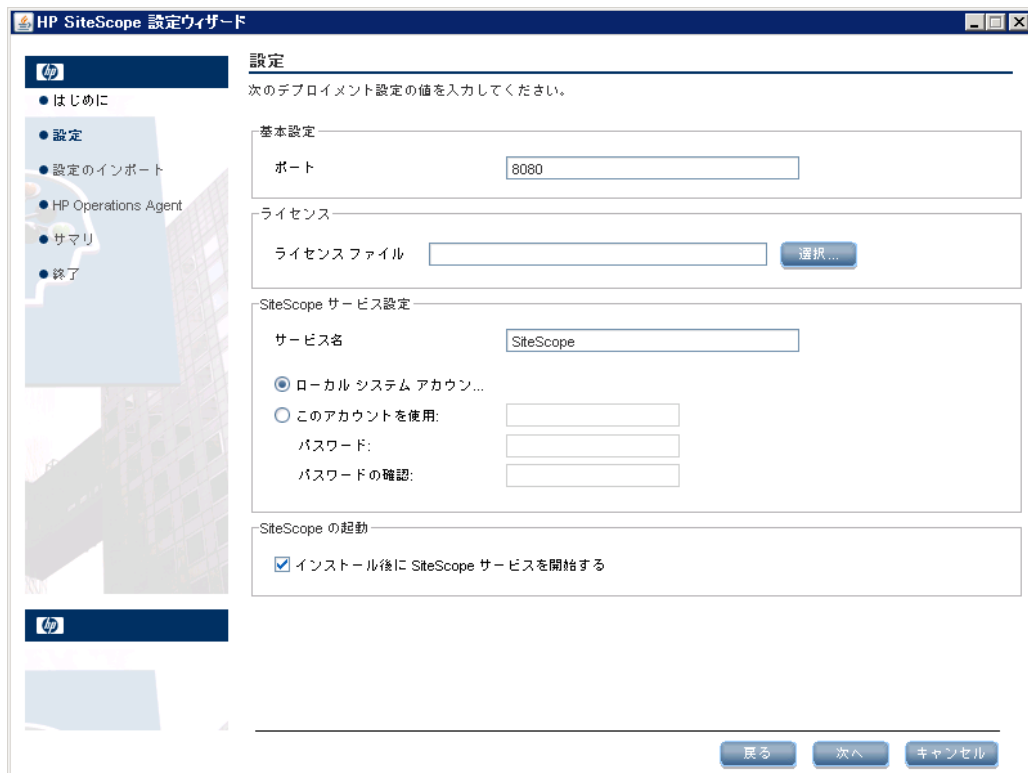 HP SiteScope 設定ウィザード
hp
はじめに
設定
設定のインポート
HP Operations Agent
サマリ
終了
hp
設定
次のデプロイメント設定の値を入力してください。
基本設定
ポート 8080
ライセンス
ライセンス ファイル 選択...
SiteScope サービス設定
サービス名 SiteScope
ローカル システム アカウン...
このアカウントを使用:
パスワード:
パスワードの確認:
SiteScope の起動
インストール後に SiteScope サービスを開始する
戻る 次へ キャンセル